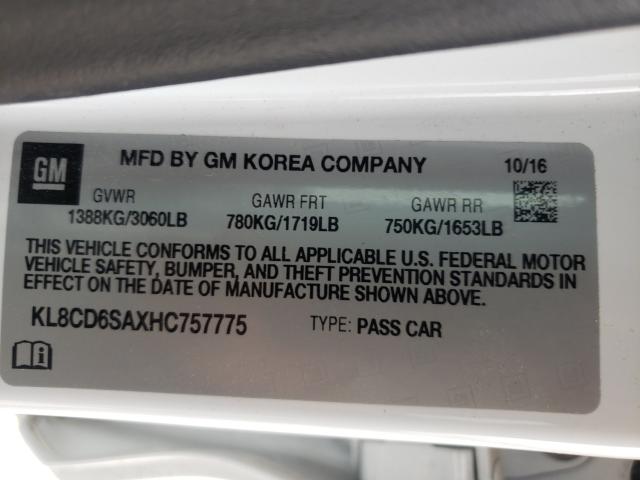 GM MFD BY GM KOREA COMPANY 10/16
GVWR GAWR FRT GAWR RR
1388KG/3060LB 780KG/1719LB 750KG/1653LB
THIS VEHICLE CONFORMS TO ALL APPLICABLE U.S. FEDERAL MOTOR
VEHICLE SAFETY, BUMPER, AND THEFT PREVENTION STANDARDS IN
EFFECT ON THE DATE OF MANUFACTURE SHOWN ABOVE.
KL8CD6SAXHC757775 TYPE: PASS CAR